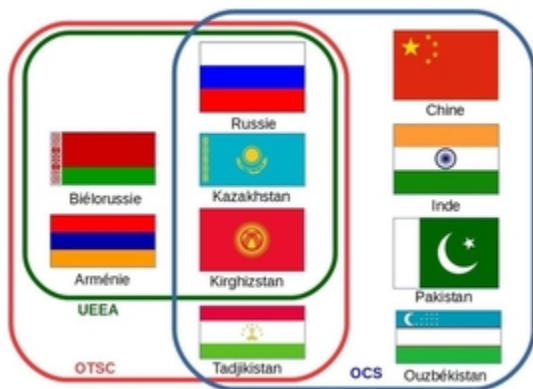 Russie
Chine
Biélorussie
Kazakhstan
Inde
Arménie
Kirghizstan
Pakistan
UEEA
OTSC
Tadjikistan
OCS
Ouzbékistan